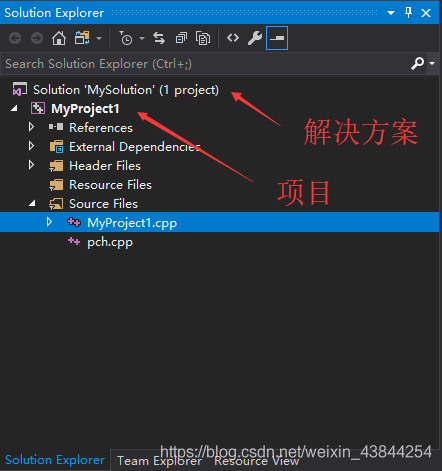 Solution Explorer
Search Solution Explorer (Ctrl+;)
Solution 'MySolution' (1 project)
解决方案
MyProject1
项目
References
External Dependencies
Header Files
Resource Files
Source Files
MyProject1.cpp
pch.cpp
Solution Explorer Team Explorer Resource View
https://blog.csdn.net/weixin_43844254